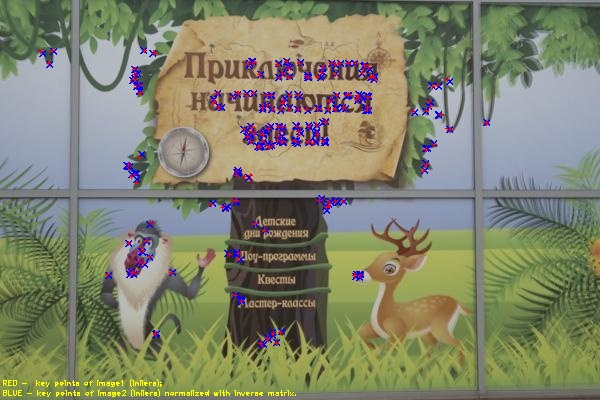 Приключения
начинаются
здесь!
Детские
дни рождения
Шоу-программы
Квесты
Мастер-классы
RED - key points of image1 (inliers);
BLUE - key points of image2 (inliers) normalized with inverse matrix.